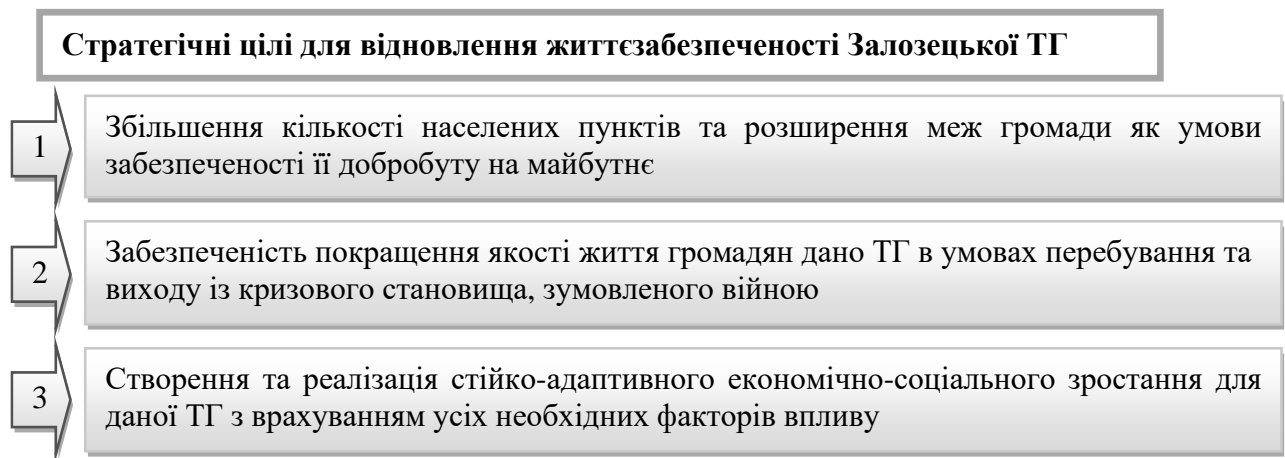 Стратегічні цілі для відновлення життєзабезпеченості Залозецької ТГ
1
Збільшення кількості населених пунктів та розширення меж громади як умови
забезпеченості її добробуту на майбутнє
2
Забезпеченість покращення якості життя громадян дано ТГ в умовах перебування та
виходу із кризового становища, зумовленого війною
3
Створення та реалізація стійко-адаптивного економічно-соціального зростання для
даної ТГ з врахуванням усіх необхідних факторів впливу